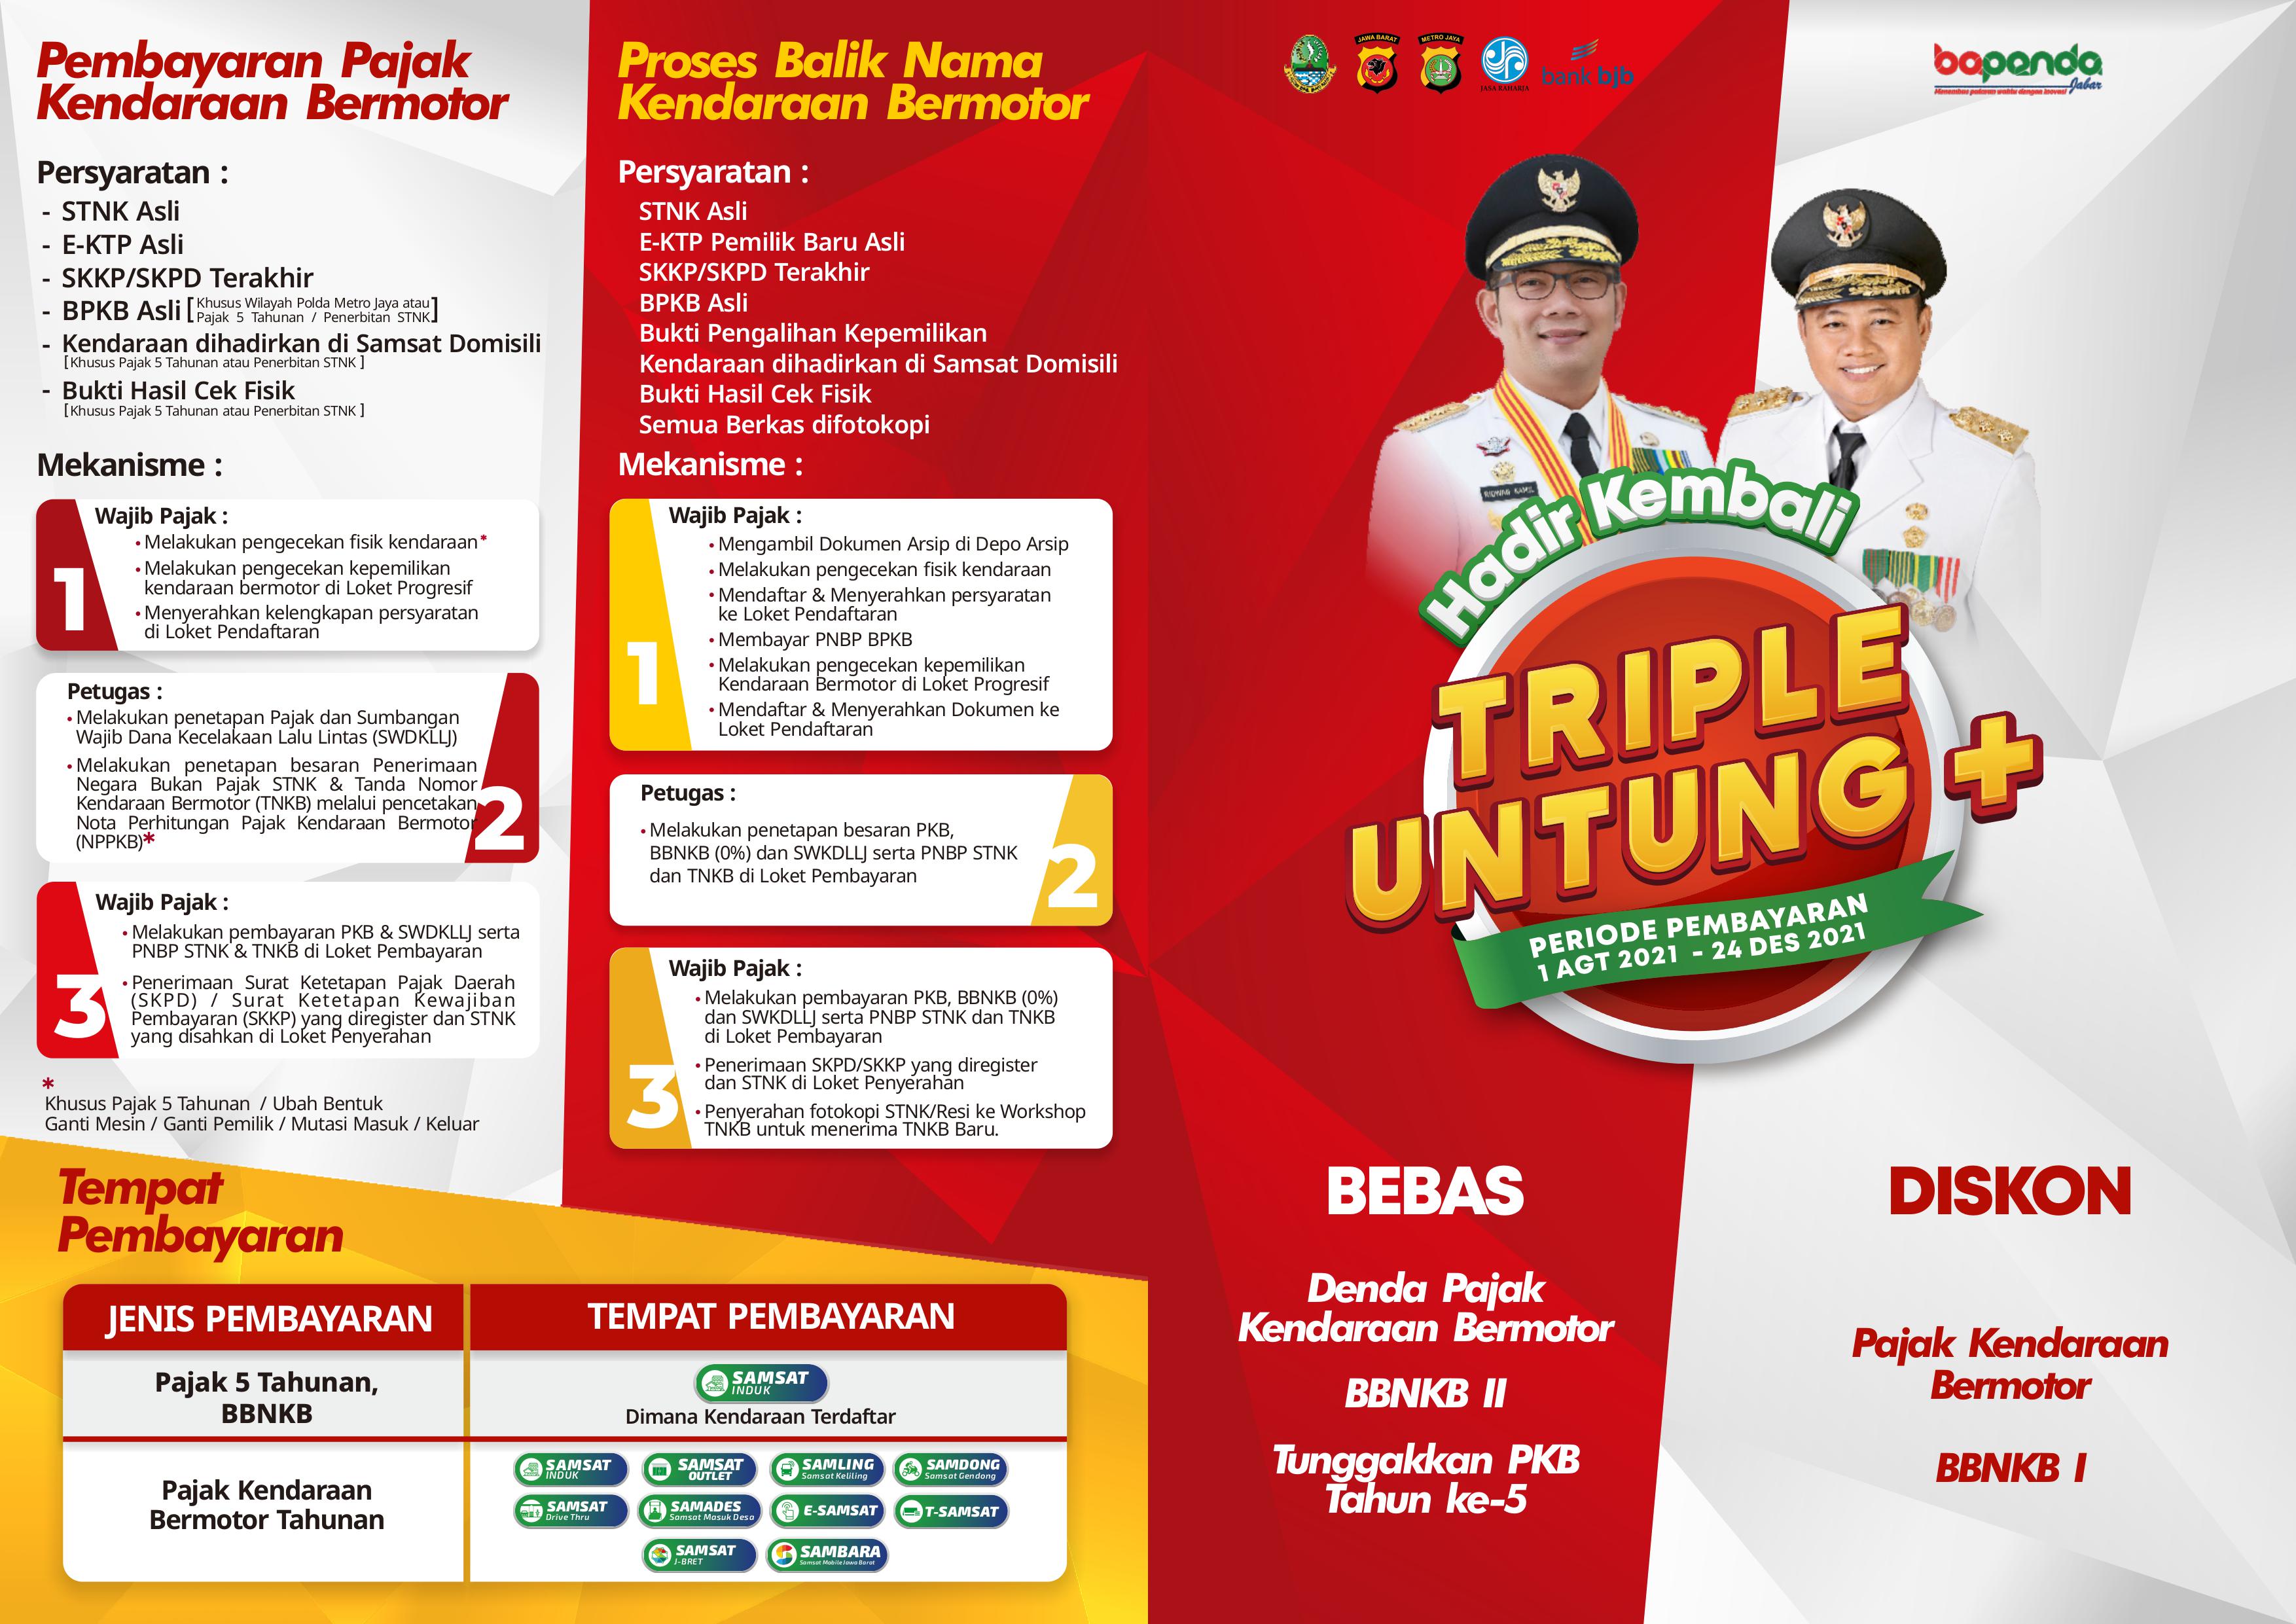 Pembayaran Pajak
Kendaraan Bermotor
Persyaratan :
- STNK Asli
- E-KTP Asli
- SKKP/SKPD Terakhir
- BPKB Asli [Khusus Wilayah Polda Metro Jaya atau
Pajak 5 Tahunan / Penerbitan STNK]
- Kendaraan dihadirkan di Samsat Domisili
[Khusus Pajak 5 Tahunan atau Penerbitan STNK ]
- Bukti Hasil Cek Fisik
[Khusus Pajak 5 Tahunan atau Penerbitan STNK ]
Mekanisme :
1
Wajib Pajak :
• Melakukan pengecekan fisik kendaraan*
• Melakukan pengecekan kepemilikan
kendaraan bermotor di Loket Progresif
• Menyerahkan kelengkapan persyaratan
di Loket Pendaftaran
Petugas :
• Melakukan penetapan Pajak dan Sumbangan
Wajib Dana Kecelakaan Lalu Lintas (SWDKLLJ)
• Melakukan penetapan besaran Penerimaan
Negara Bukan Pajak STNK & Tanda Nomor
Kendaraan Bermotor (TNKB) melalui pencetakan
Nota Perhitungan Pajak Kendaraan Bermotor
(NPPKB)*
2
3
Wajib Pajak :
• Melakukan pembayaran PKB & SWDKLLJ serta
PNBP STNK & TNKB di Loket Pembayaran
• Penerimaan Surat Ketetapan Pajak Daerah
(SKPD) / Surat Ketetapan Kewajiban
Pembayaran (SKKP) yang diregister dan STNK
yang disahkan di Loket Penyerahan
*
Khusus Pajak 5 Tahunan / Ubah Bentuk
Ganti Mesin / Ganti Pemilik / Mutasi Masuk / Keluar
Proses Balik Nama
Kendaraan Bermotor
Persyaratan :
STNK Asli
E-KTP Pemilik Baru Asli
SKKP/SKPD Terakhir
BPKB Asli
Bukti Pengalihan Kepemilikan
Kendaraan dihadirkan di Samsat Domisili
Bukti Hasil Cek Fisik
Semua Berkas difotokopi
Mekanisme :
1
Wajib Pajak :
• Mengambil Dokumen Arsip di Depo Arsip
• Melakukan pengecekan fisik kendaraan
• Mendaftar & Menyerahkan persyaratan
ke Loket Pendaftaran
• Membayar PNBP BPKB
• Melakukan pengecekan kepemilikan
Kendaraan Bermotor di Loket Progresif
• Mendaftar & Menyerahkan Dokumen ke
Loket Pendaftaran
Petugas :
• Melakukan penetapan besaran PKB,
BBNKB (0%) dan SWKDLLJ serta PNBP STNK
dan TNKB di Loket Pembayaran
2
3
Wajib Pajak :
• Melakukan pembayaran PKB, BBNKB (0%)
dan SWKDLLJ serta PNBP STNK dan TNKB
di Loket Pembayaran
• Penerimaan SKPD/SKKP yang diregister
dan STNK di Loket Penyerahan
• Penyerahan fotokopi STNK/Resi ke Workshop
TNKB untuk menerima TNKB Baru.
Tempat
Pembayaran
JENIS PEMBAYARAN
TEMPAT PEMBAYARAN
Pajak 5 Tahunan,
BBNKB
SAMSAT
INDUK
Dimana Kendaraan Terdaftar
Pajak Kendaraan
Bermotor Tahunan
SAMSAT
INDUK
SAMSAT
OUTLET
SAMLING
Samsat Keliling
SAMDONG
Samsat Gendong
SAMSAT
Drive Thru
SAMADES
Samsat Masuk Desa
E-SAMSAT
T-SAMSAT
SAMSAT
J-BRET
SAMBARA
Samsat Mobile Jawa Barat
JAWA BARAT
METRO JAYA
JASA RAHARJA
bank bjb
bapenda
Jabar
RIDWAN KAMIL
Hadir Kembali
TRIPLE
UNTUNG +
PERIODE PEMBAYARAN
1 AGT 2021 - 24 DES 2021
BEBAS
Denda Pajak
Kendaraan Bermotor
BBNKB II
Tunggakkan PKB
Tahun ke-5
DISKON
Pajak Kendaraan
Bermotor
BBNKB I